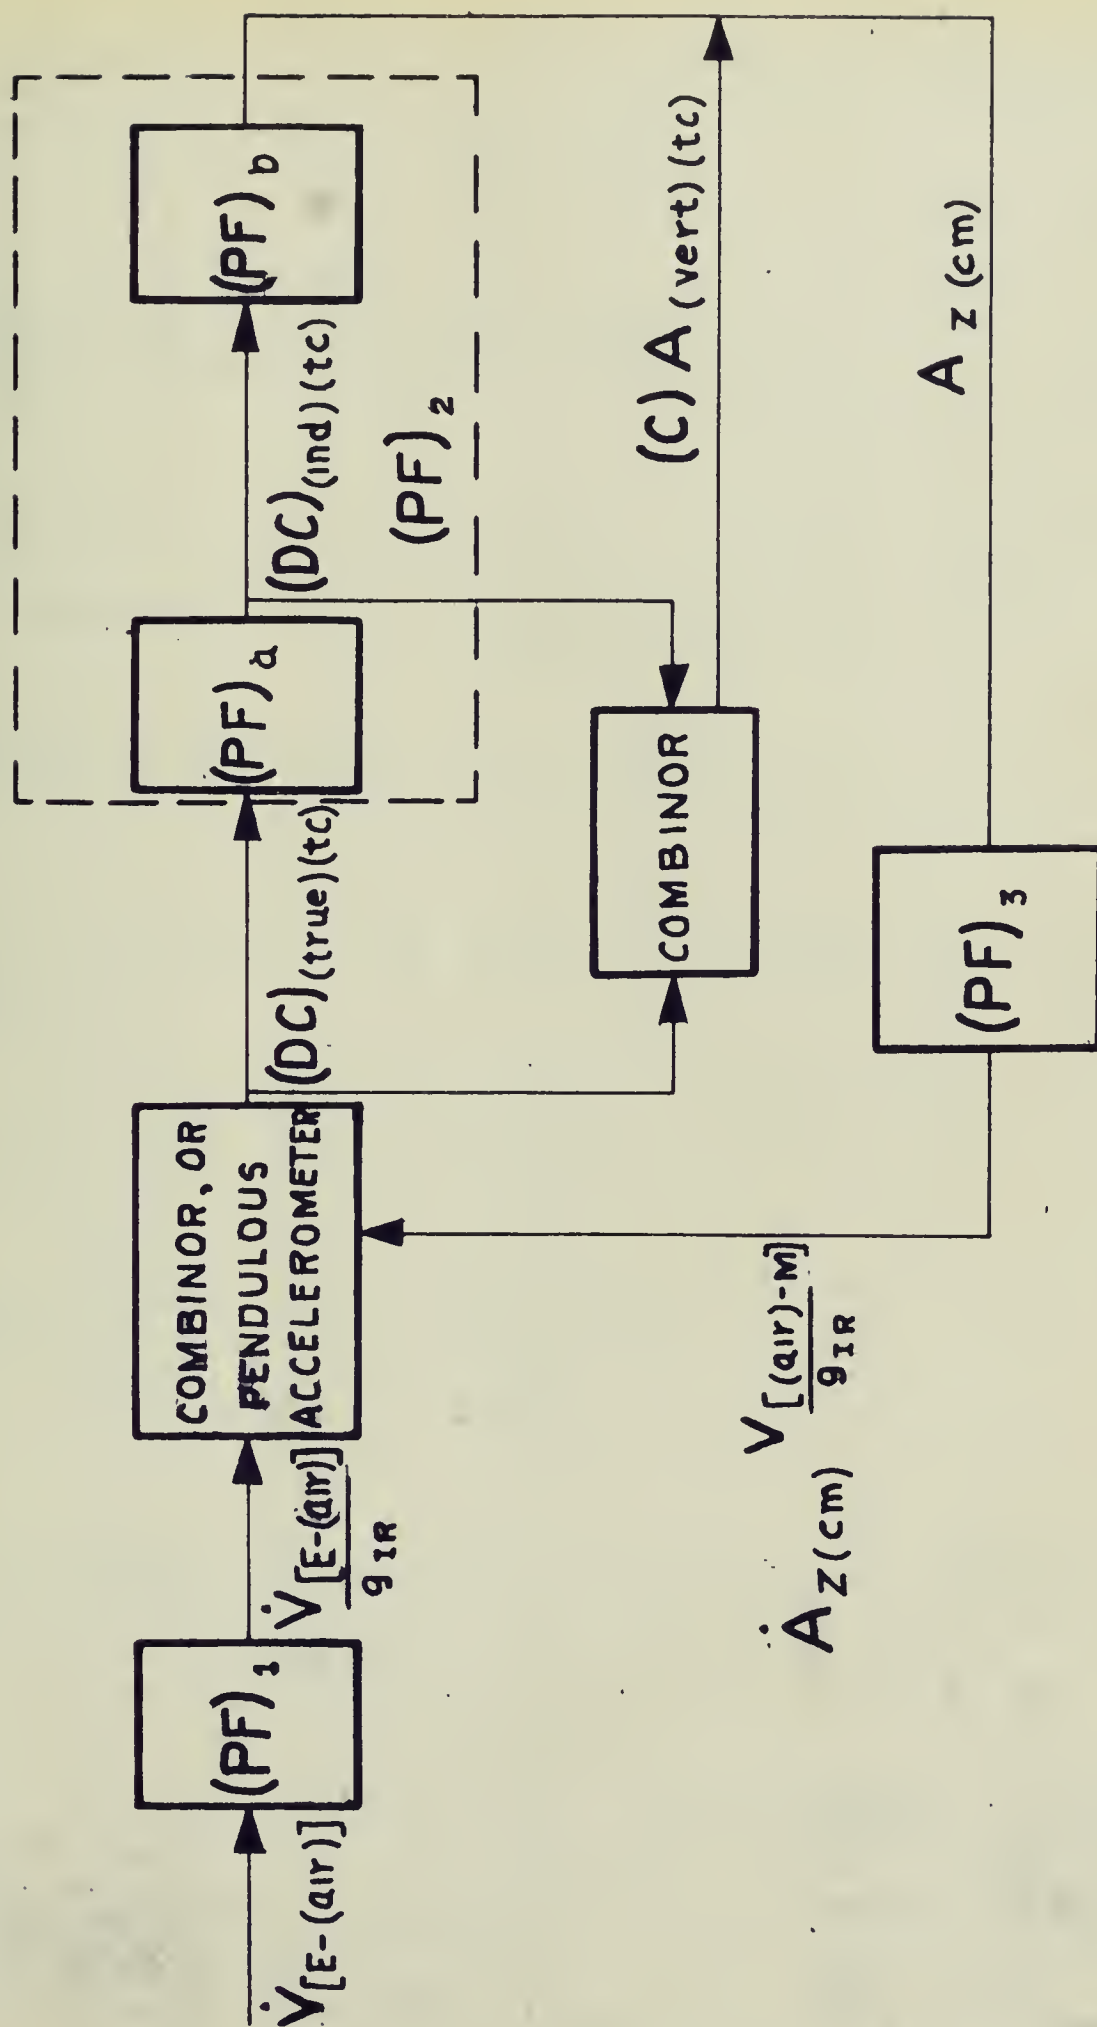 V̇[E-(air)]
(PF)1
V̇[E-(air)]
gIR
COMBINOR, OR
PENDULOUS
ACCELEROMETER
(DC)(true)(tc)
(PF)a
(DC)(ind)(tc)
(PF)b
(PF)2
COMBINOR
(C)A(vert)(tc)
ȦZ(cm)
V[(air)-M]
gIR
(PF)3
AZ(cm)